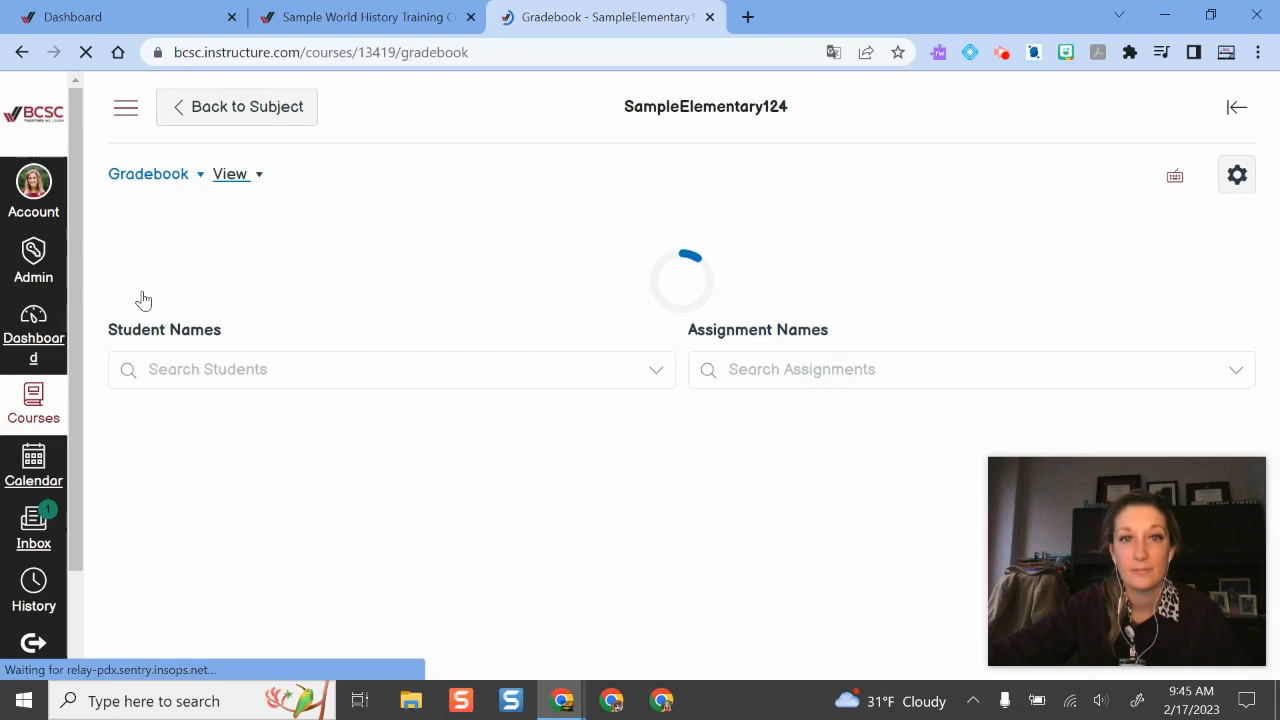 Dashboard
Sample World History Training C
Gradebook - SampleElementary1
bcsc.instructure.com/courses/13419/gradebook
BCSC
Back to Subject
SampleElementary124
Account
Gradebook
View
Admin
Dashboar
d
Student Names
Assignment Names
Search Students
Search Assignments
Courses
Calendar
1
Inbox
History
Waiting for relay-pdx.sentry.insops.net...
Type here to search
31°F Cloudy
9:45 AM
2/17/2023